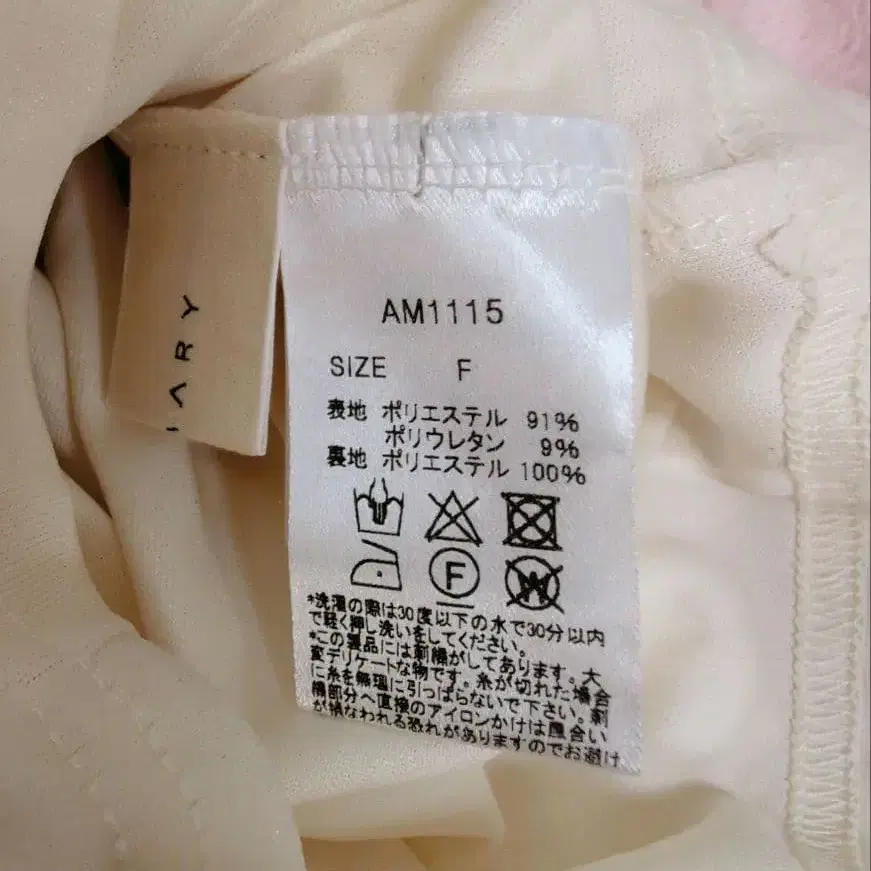 ARY
AM1115
SIZE F
表地 ポリエステル 91%
ポリウレタン 9%
裏地 ポリエステル 100%
F
W
*洗濯の際は30度以下の水で30分以内
で軽く押し洗いをしてください。
*この製品には刺繍がしてあります。大
変デリケートな物です。糸が切れた場合
に糸を無理に引っぱらないで下さい。刺
繍部分へ直接のアイロンかけは風合い
が損なわれる恐れがありますのでお避け